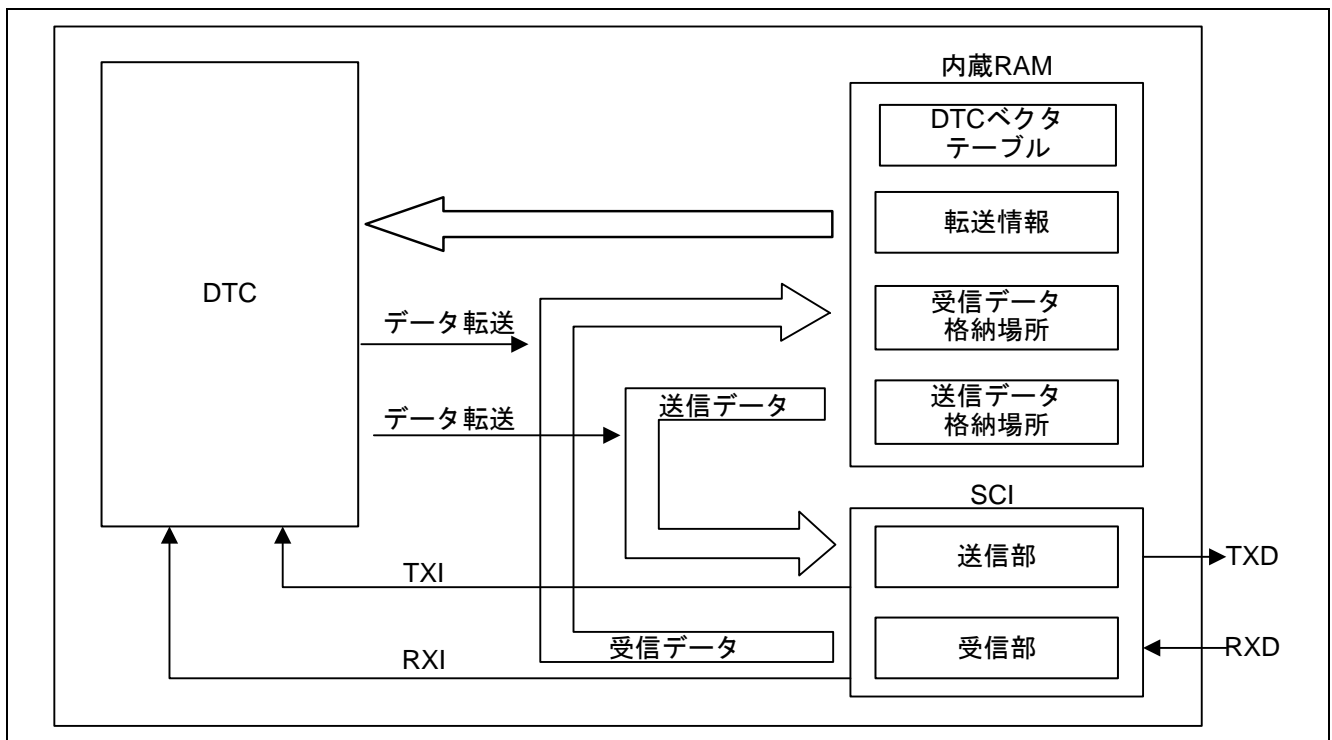 内蔵RAM
DTCベクタ
テーブル
転送情報
受信データ
格納場所
送信データ
格納場所
DTC
データ転送
データ転送
送信データ
SCI
送信部
受信部
TXD
RXD
TXI
RXI
受信データ